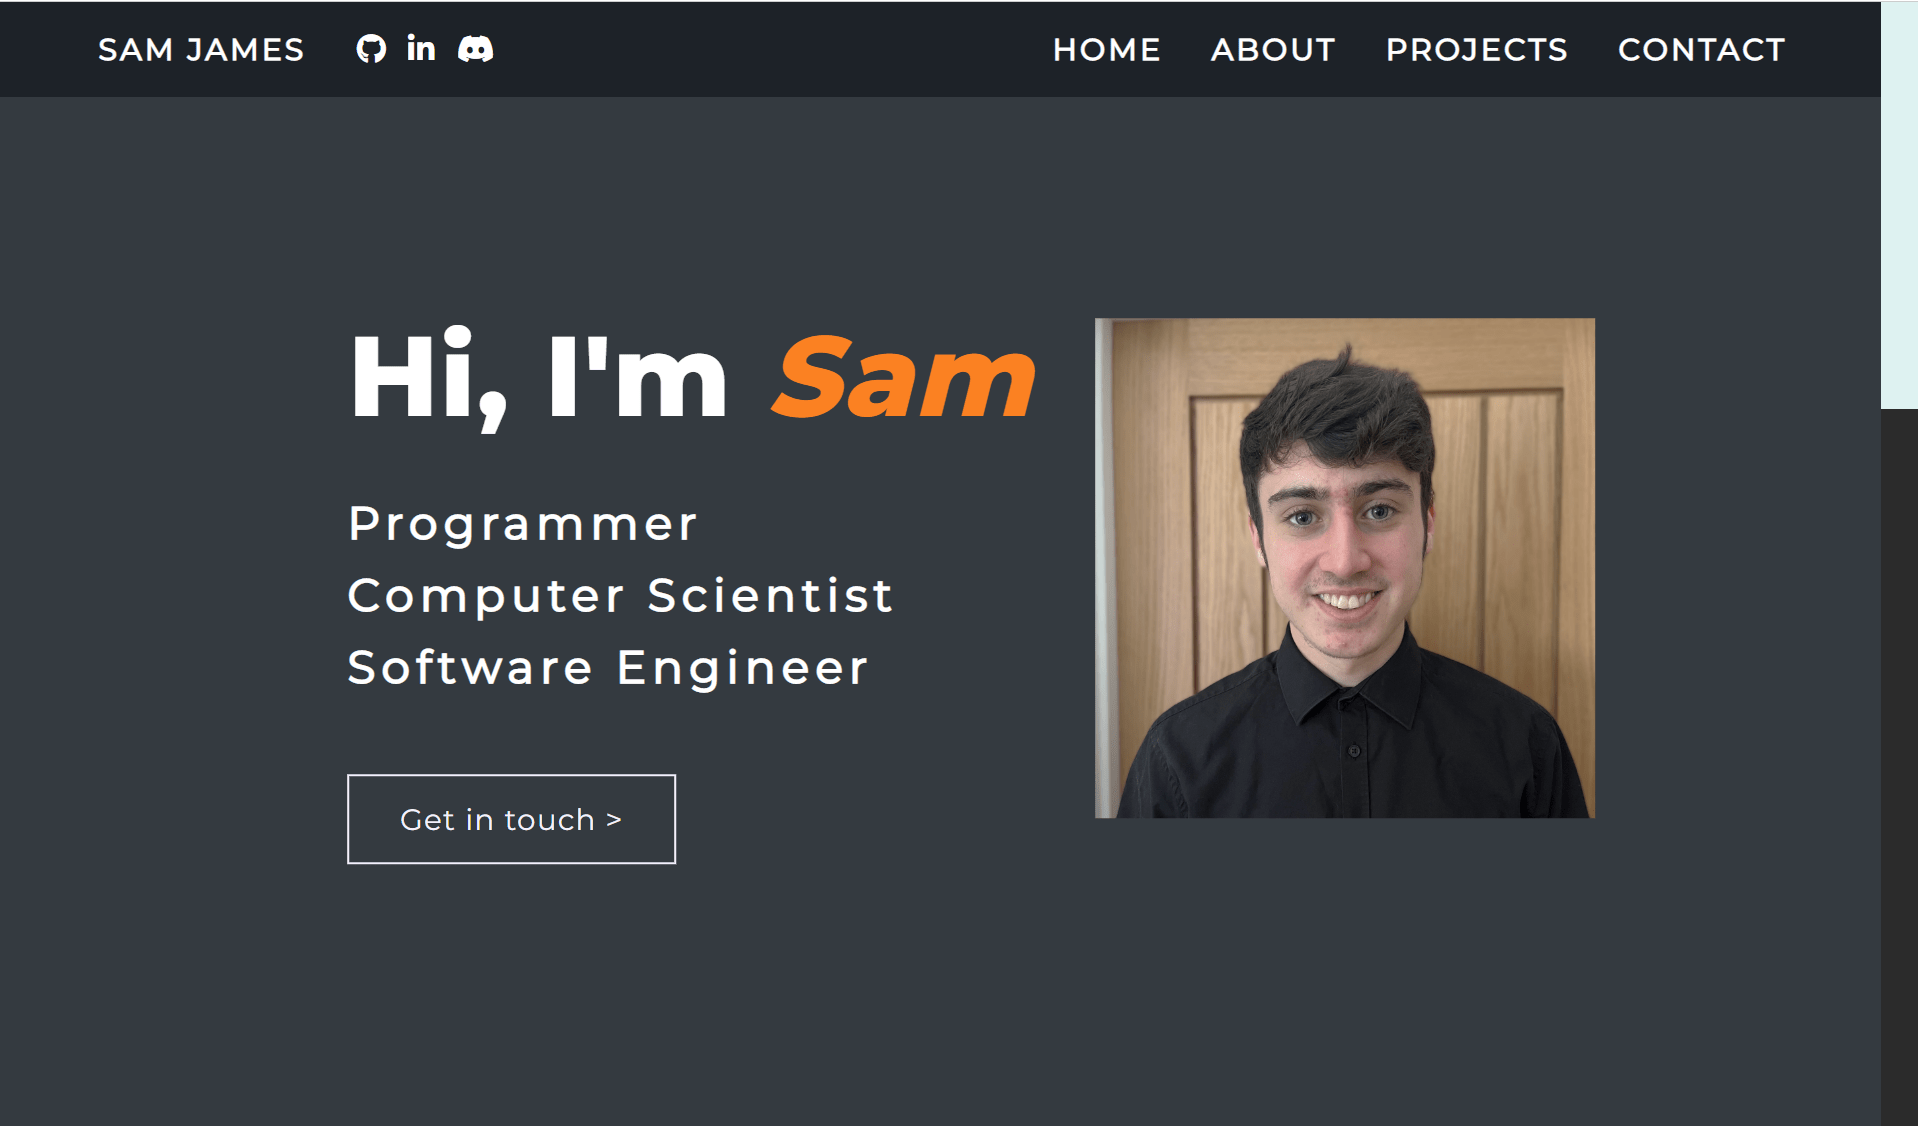 SAM JAMES in HOME ABOUT PROJECTS CONTACT
Hi, I'm Sam
Programmer
Computer Scientist
Software Engineer
Get in touch >